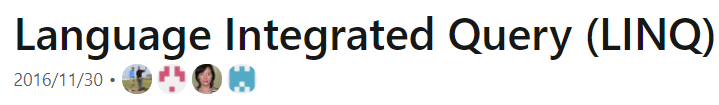 Language Integrated Query (LINQ)
2016/11/30 •